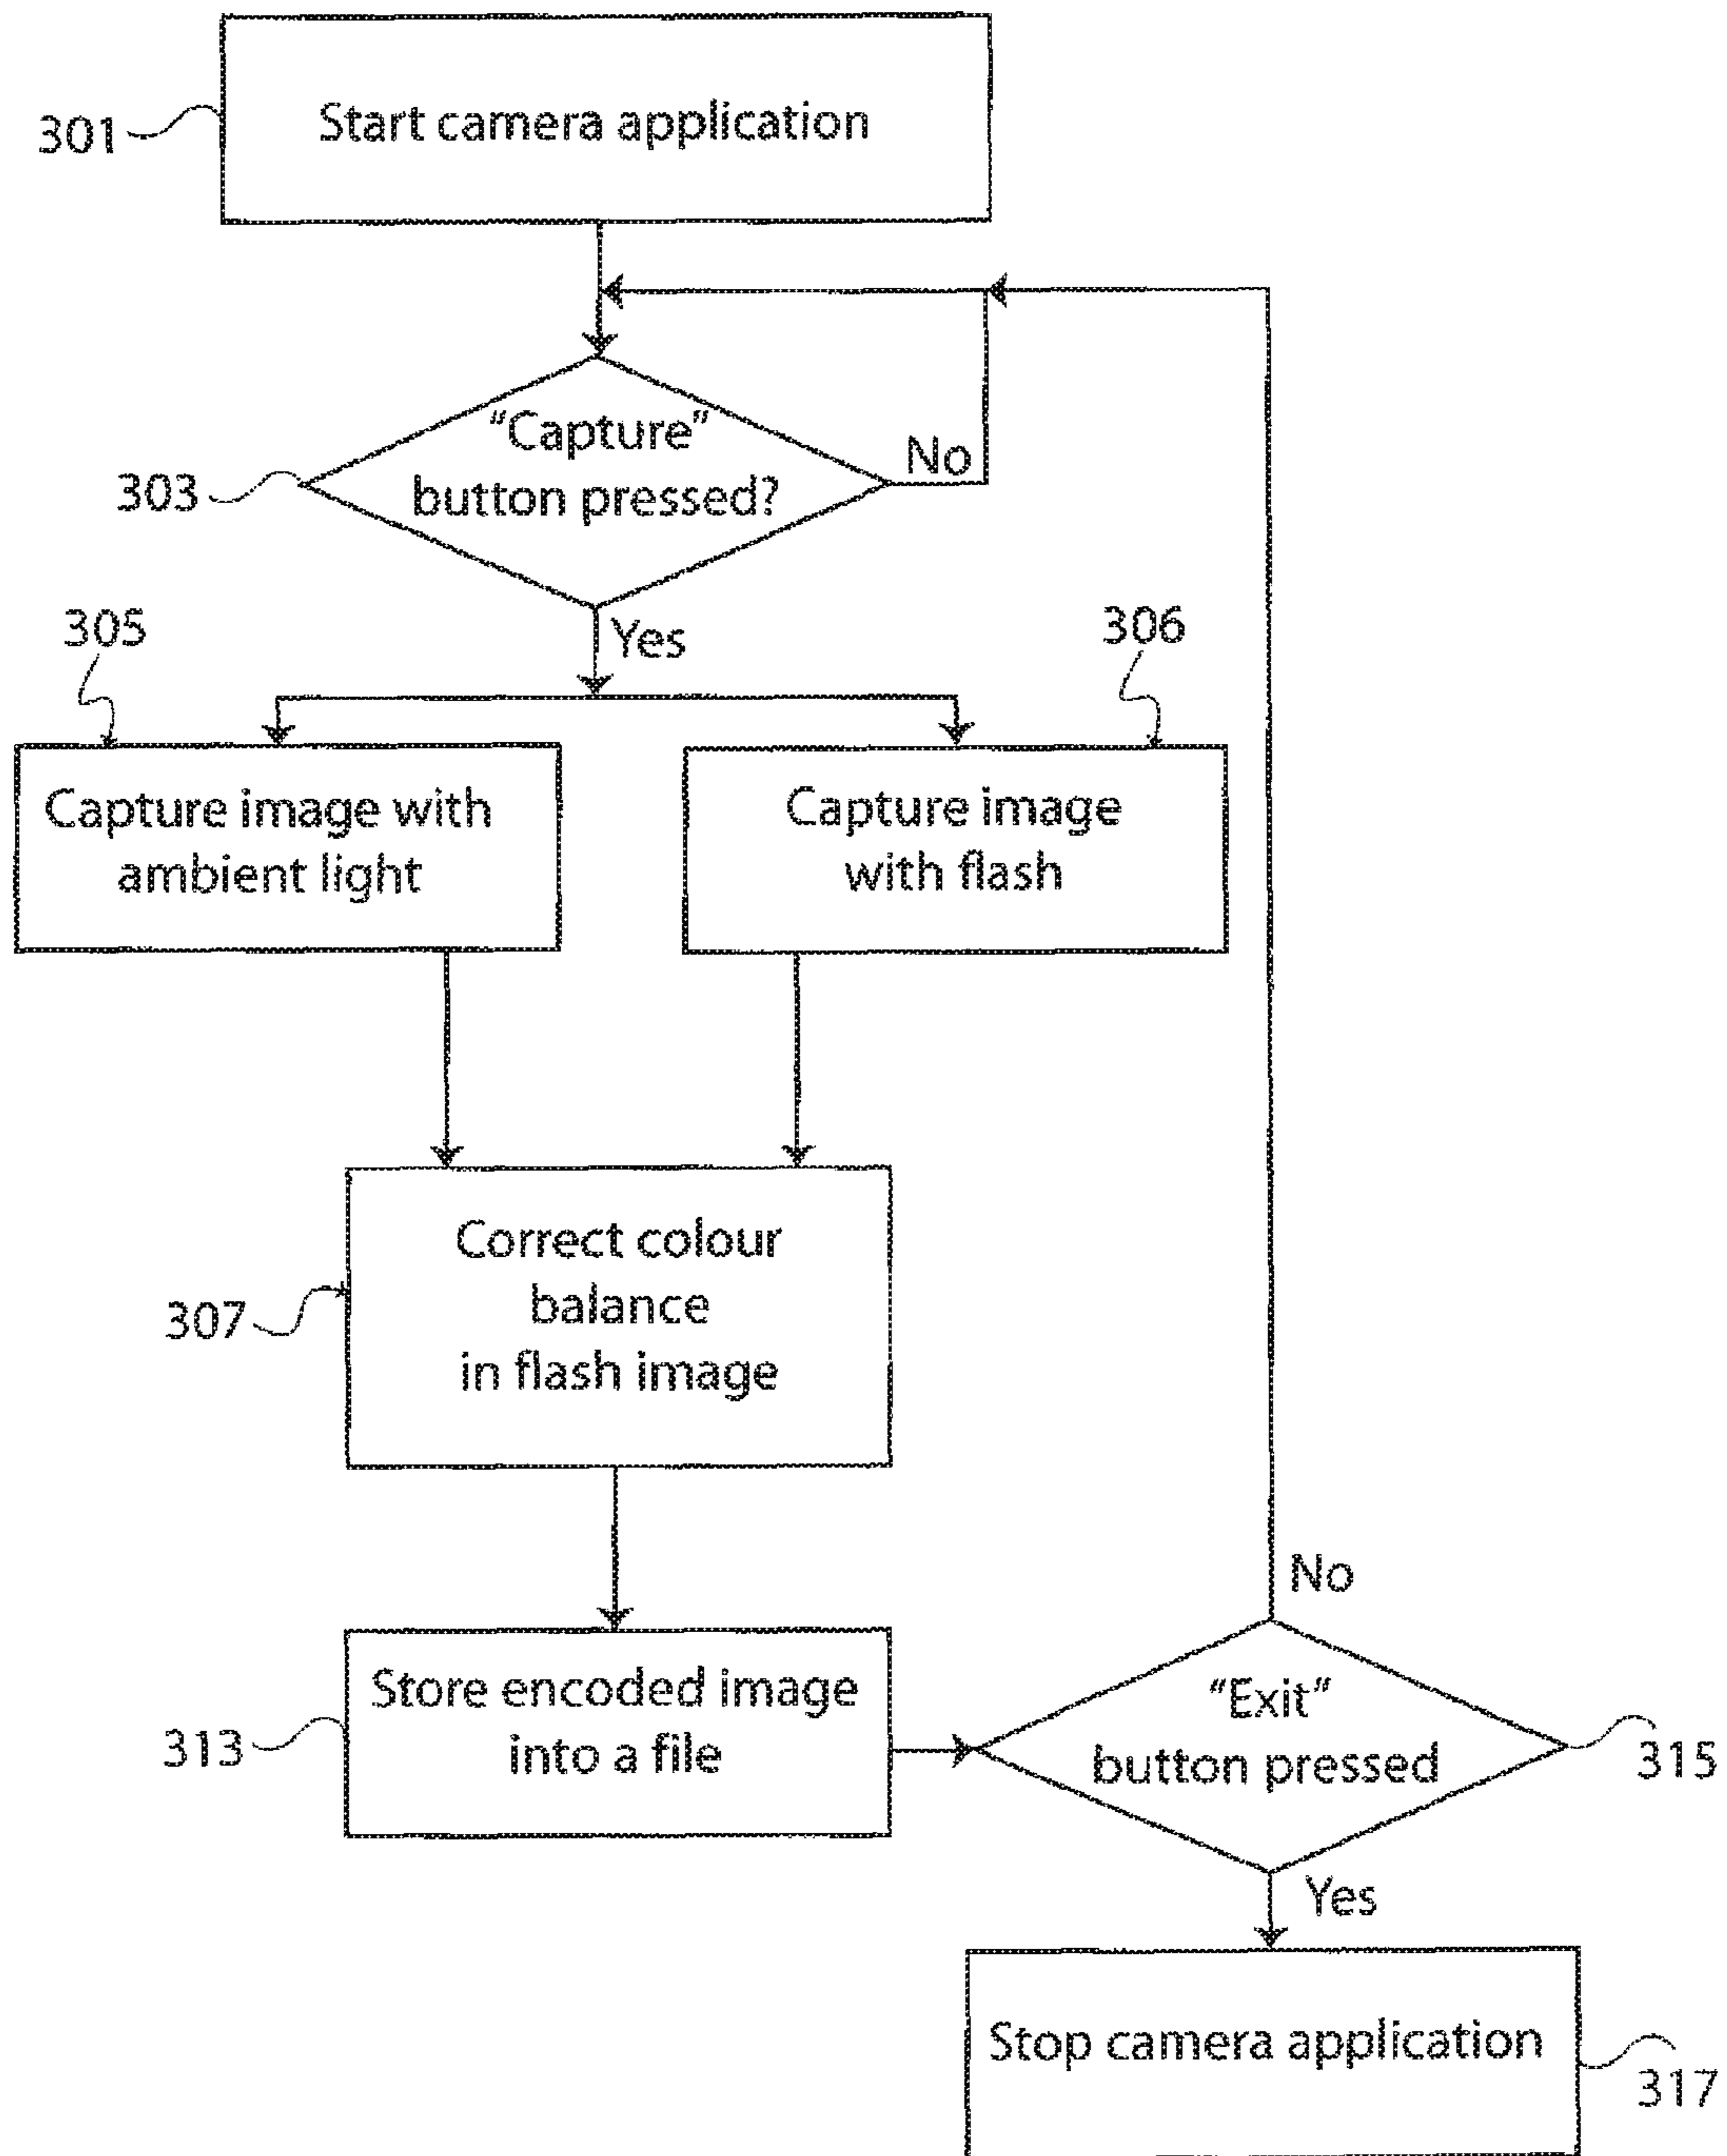 301
Start camera application
303
“Capture”
button pressed?
No
Yes
305
306
Capture image with
ambient light
Capture image
with flash
307
Correct colour
balance
in flash image
No
313
Store encoded image
into a file
“Exit”
button pressed
315
Yes
Stop camera application
317